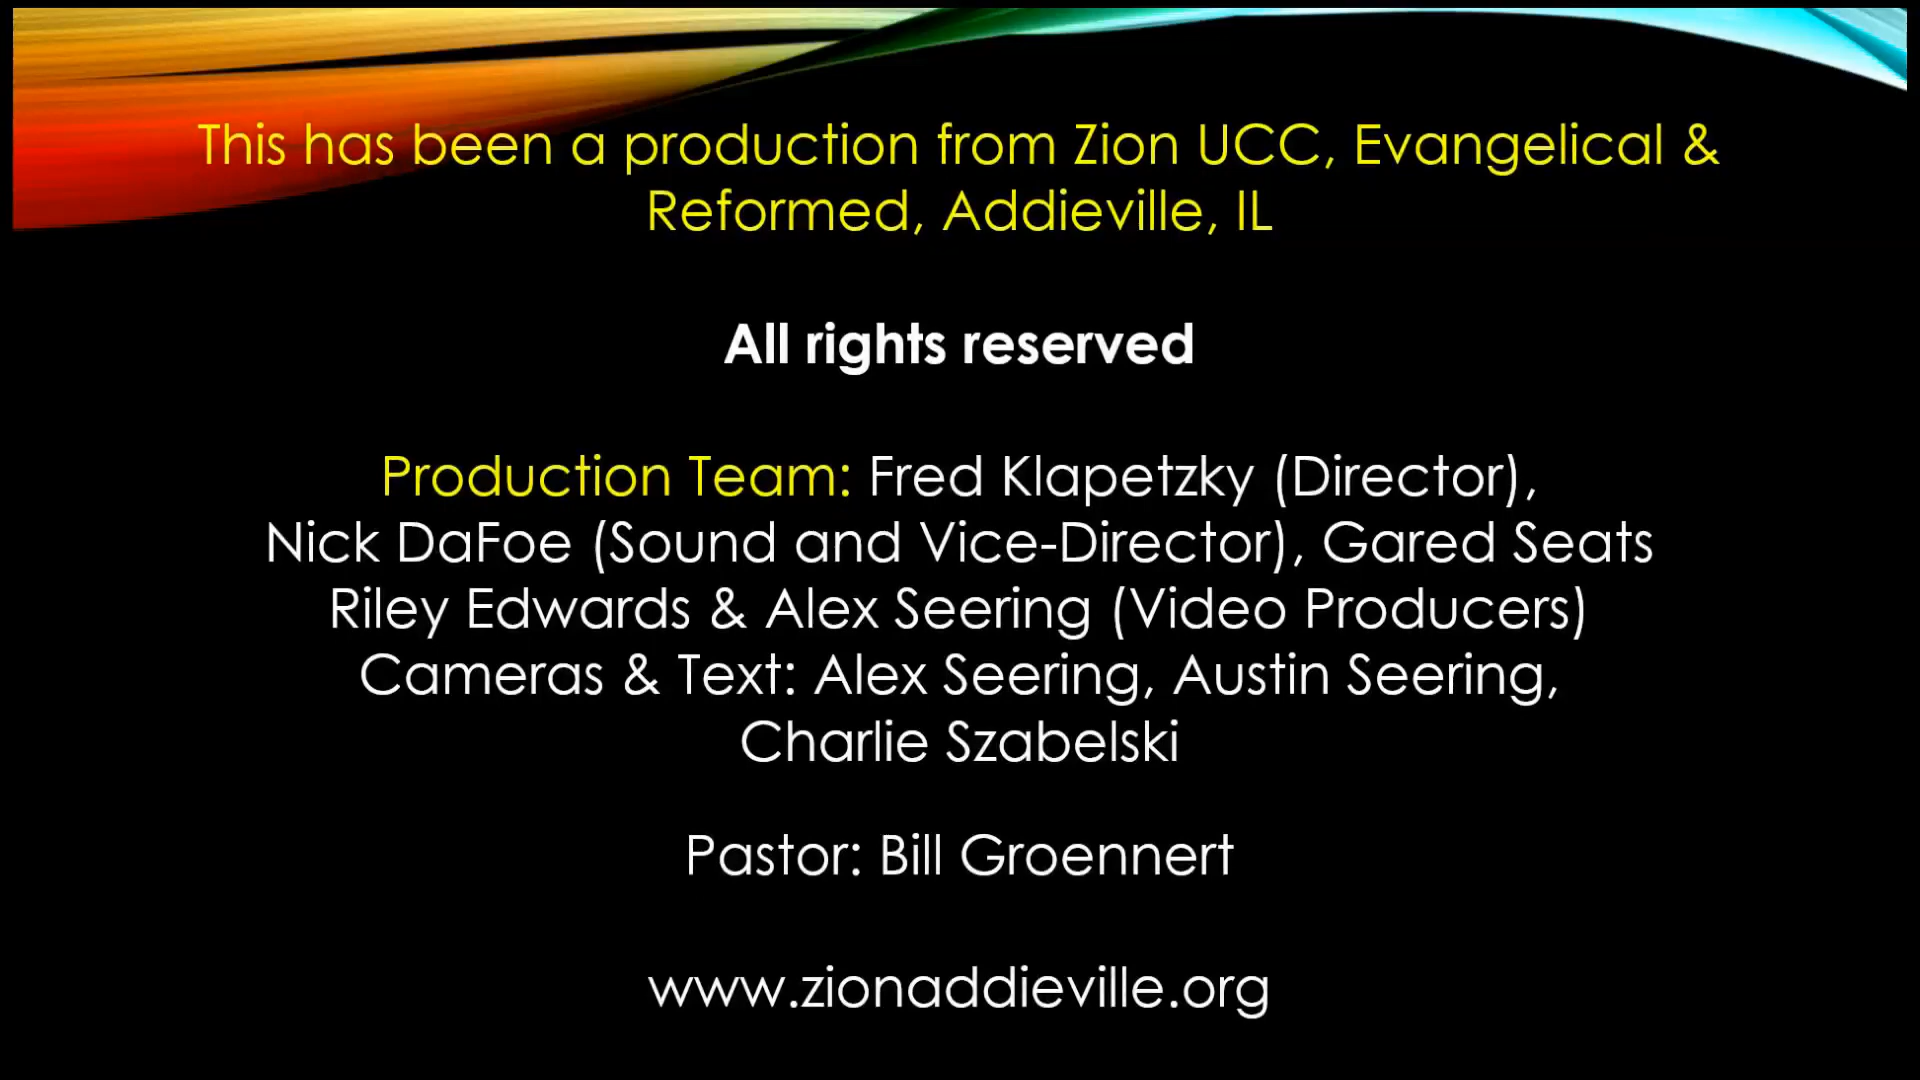 This has been a production from Zion UCC, Evangelical &
Reformed, Addieville, IL
All rights reserved
Production Team: Fred Klapetzky (Director),
Nick DaFoe (Sound and Vice-Director), Gared Seats
Riley Edwards & Alex Seering (Video Producers)
Cameras & Text: Alex Seering, Austin Seering,
Charlie Szabelski
Pastor: Bill Groennert
www.zionaddieville.org